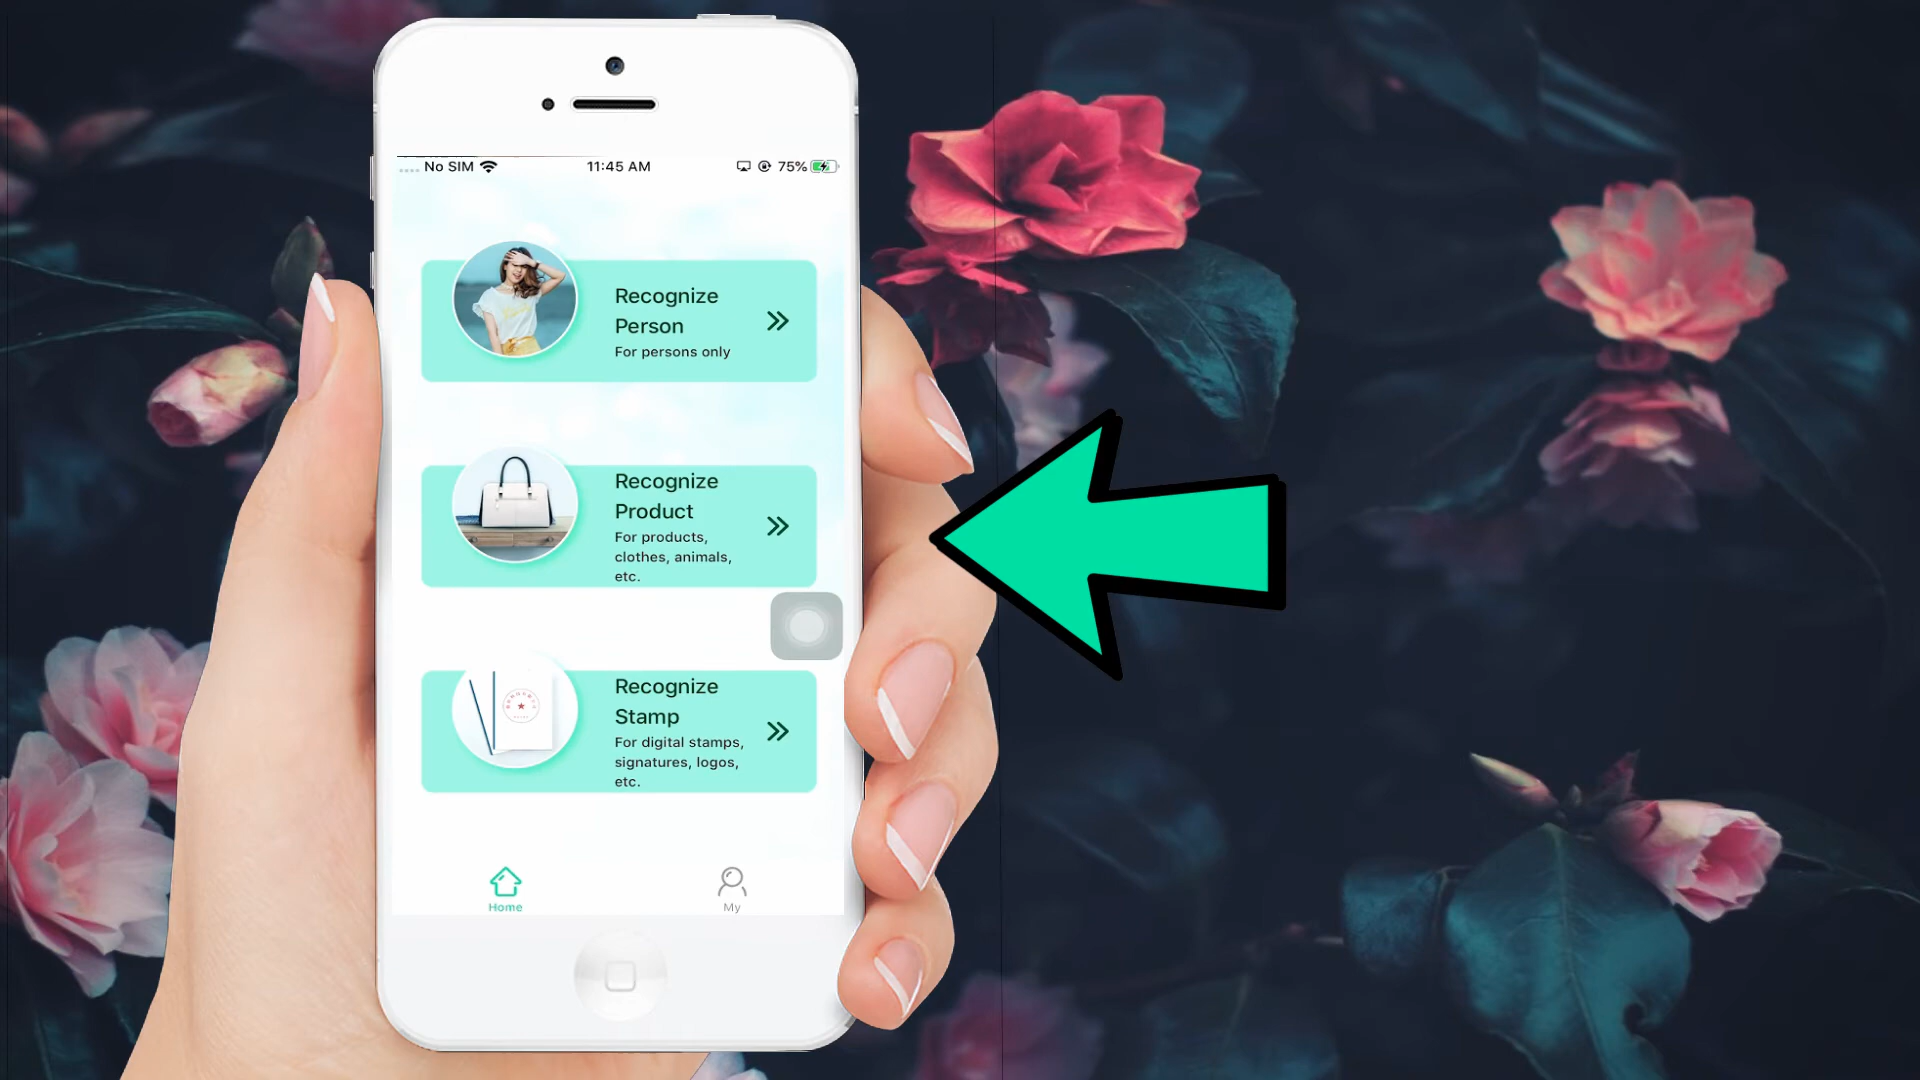 No SIM 11:45 AM 75%
Recognize
Person
For persons only
Recognize
Product
For products,
clothes, animals,
etc.
Recognize
Stamp
For digital stamps,
signatures, logos,
etc.
Home My